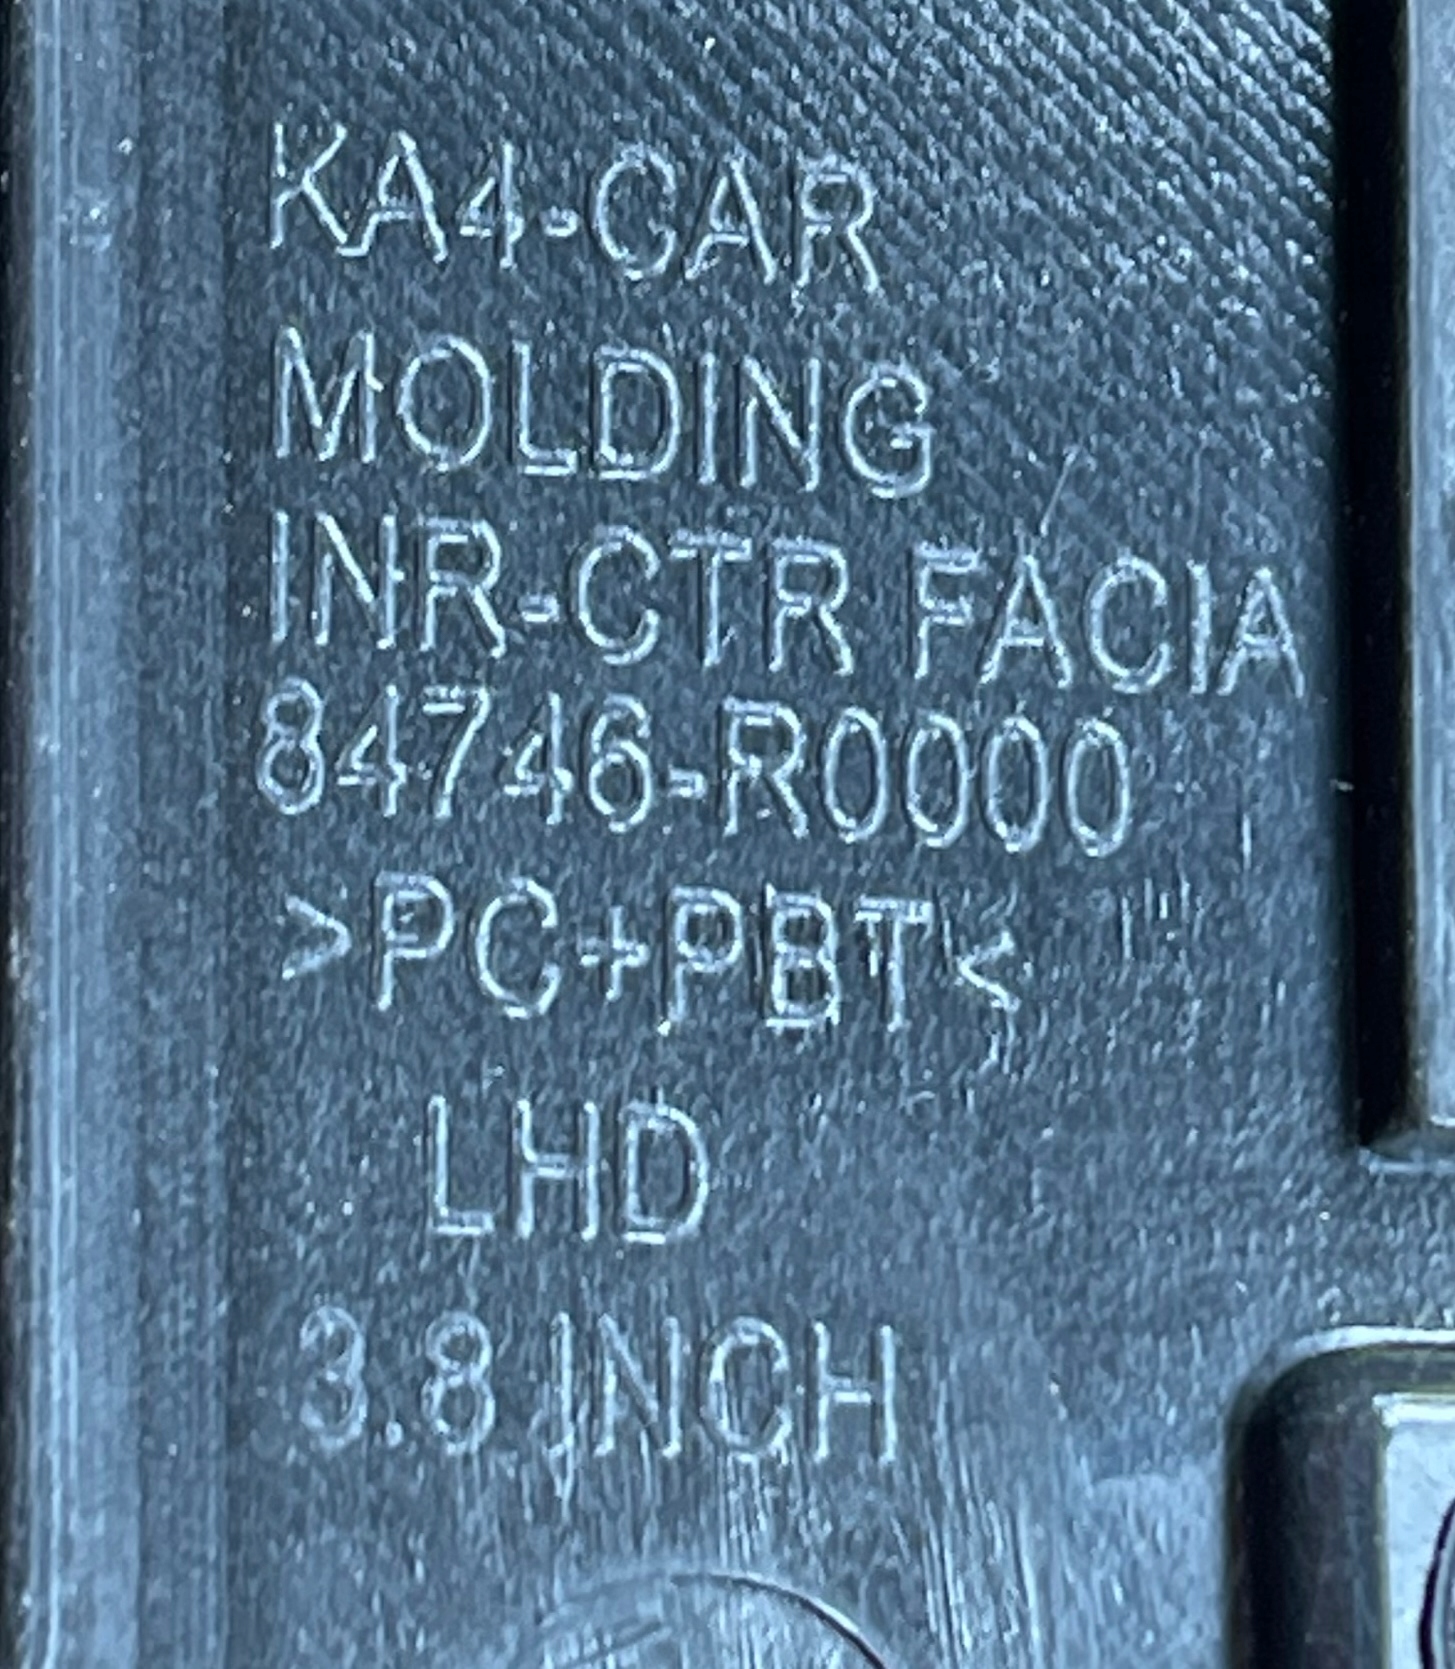 KA4-CAR
MOLDING
INR-CTR FACIA
84746-R0000
>PC+PBT<
LHD
3.8 INCH